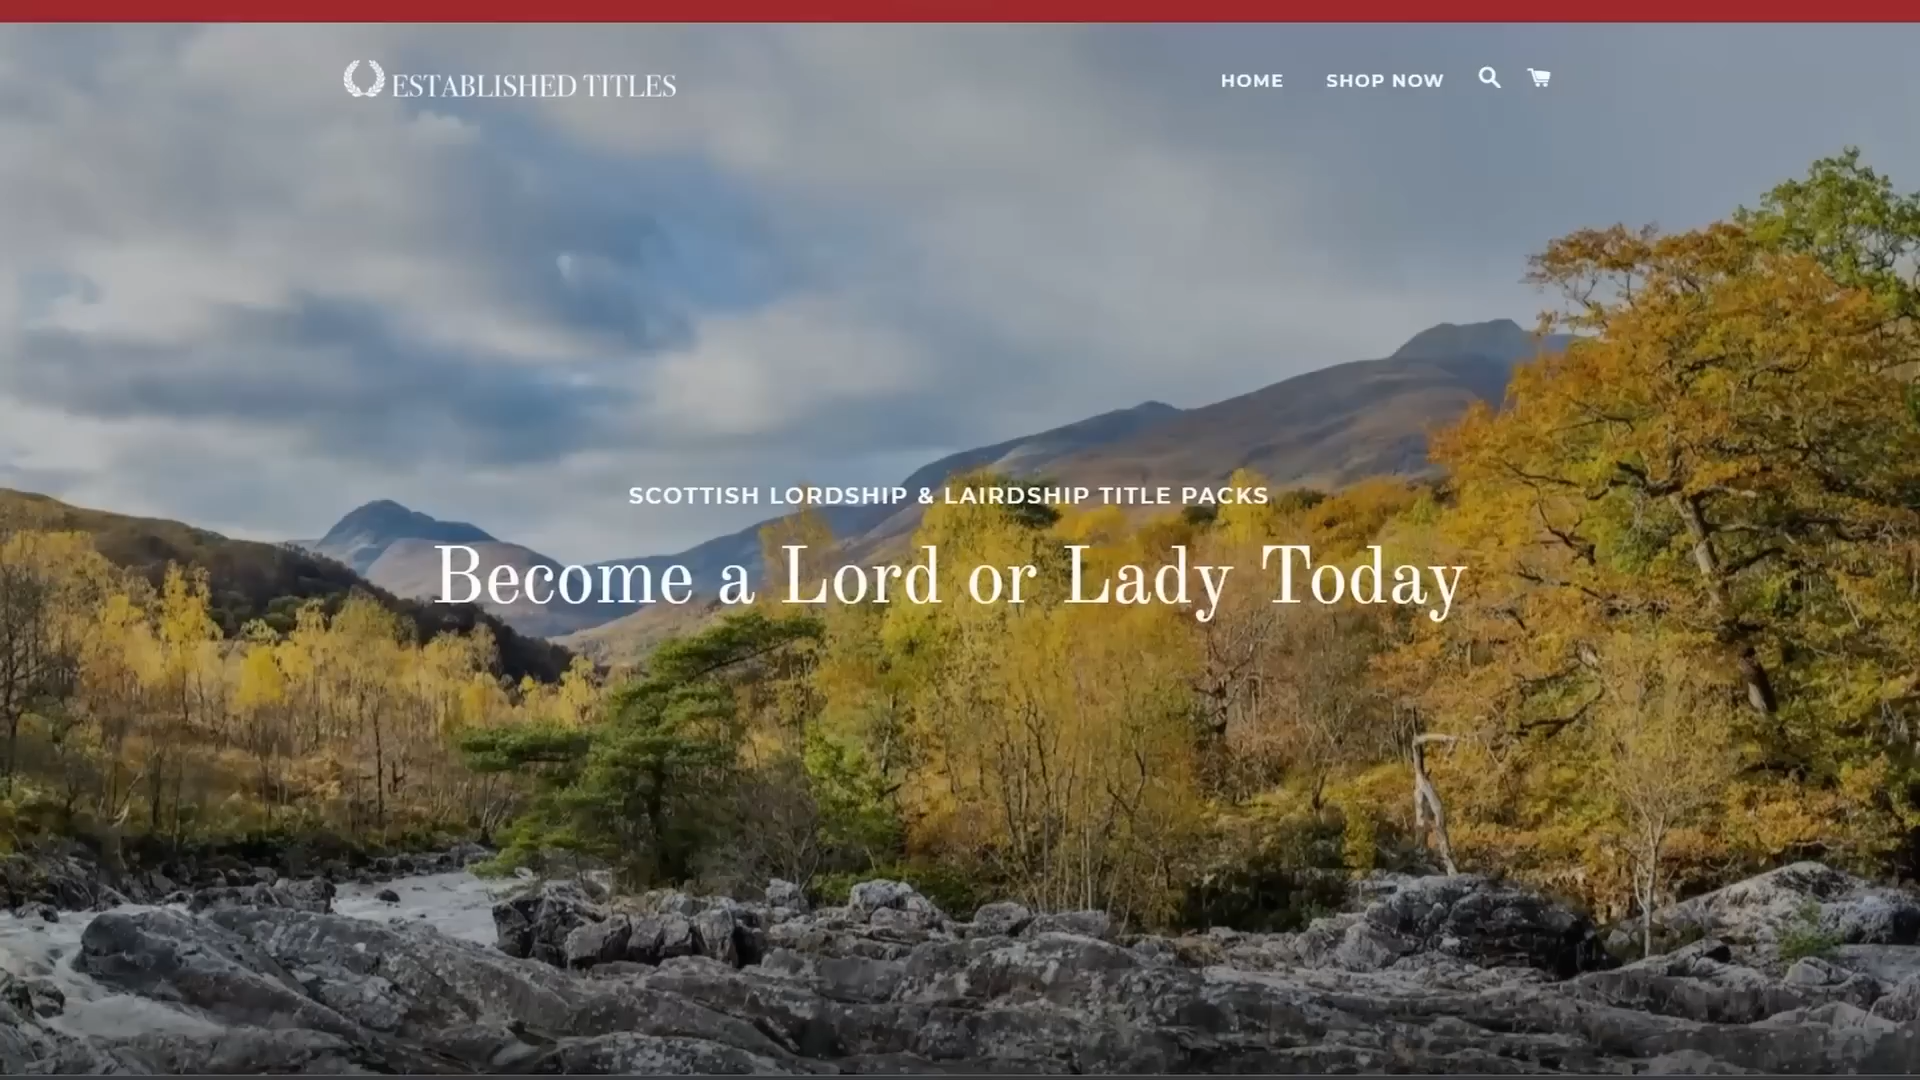 ESTABLISHED TITLES
HOME
SHOP NOW
SCOTTISH LORDSHIP & LAIRDSHIP TITLE PACKS
Become a Lord or Lady Today